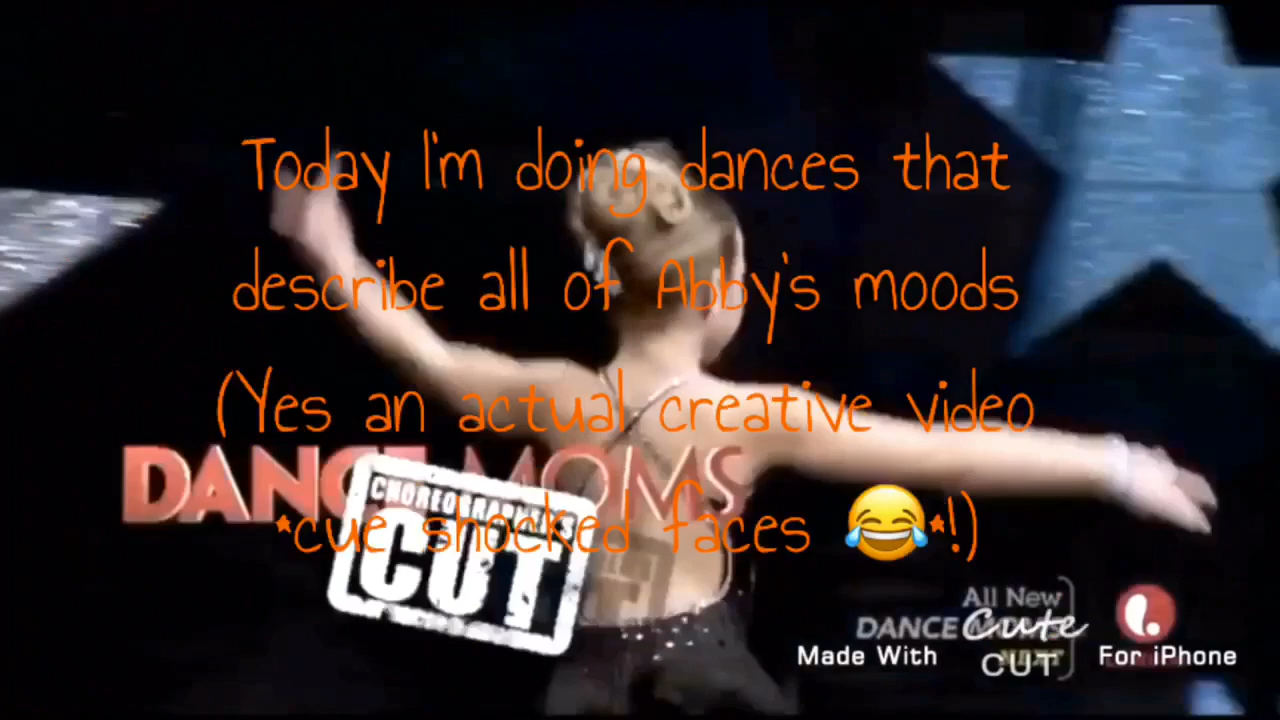 Today I'm doing dances that
describe all of Abby's moods
(Yes an actual creative video
DANCE MOMS
CHOREOGRAPHER'S
CUT
*cue shocked faces 😂*!)
All New
DANCE MOMS
NEXT
Made With
Cute
CUT
For iPhone